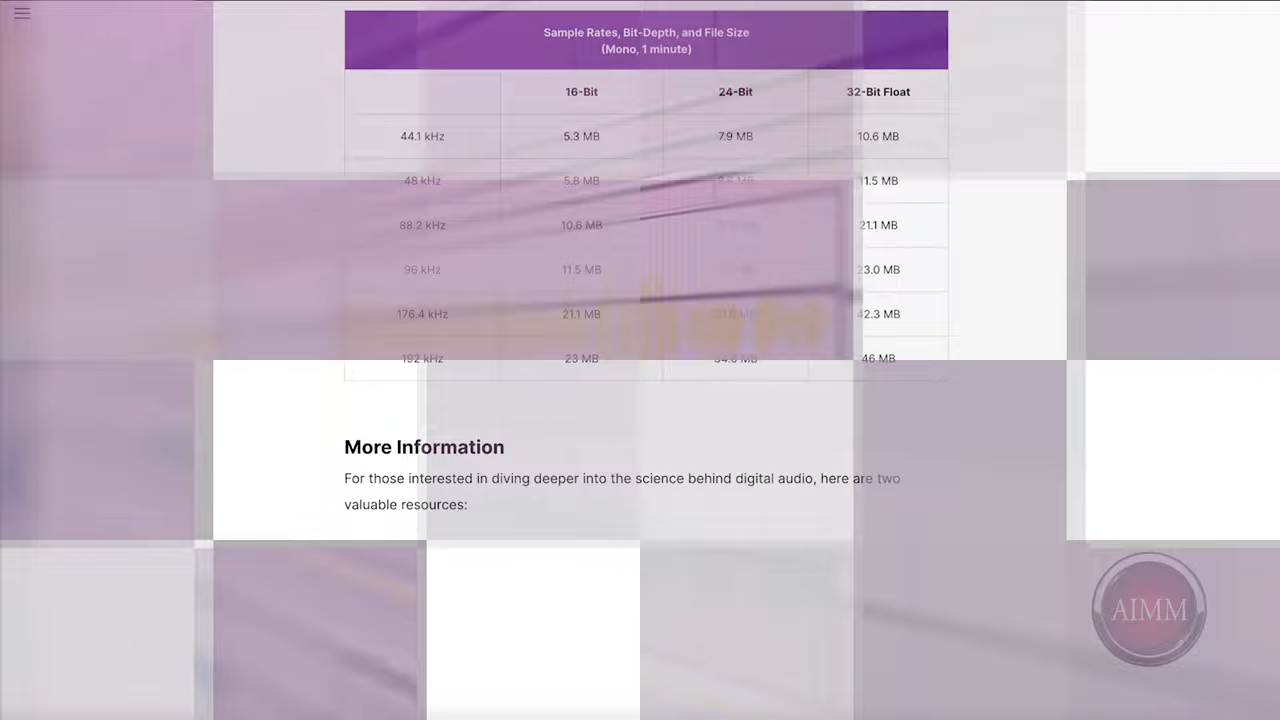 Sample Rates, Bit-Depth, and File Size
(Mono, 1 minute)
16-Bit 24-Bit 32-Bit Float
44.1 kHz 5.3 MB 7.9 MB 10.6 MB
48 kHz 5.8 MB 11.5 MB
88.2 kHz 10.6 MB 21.1 MB
96 kHz 11.5 MB 23.0 MB
176.4 kHz 21.1 MB 42.3 MB
192 kHz 23 MB 34.6 MB 46 MB
More Information
For those interested in diving deeper into the science behind digital audio, here are two
valuable resources:
AIMM